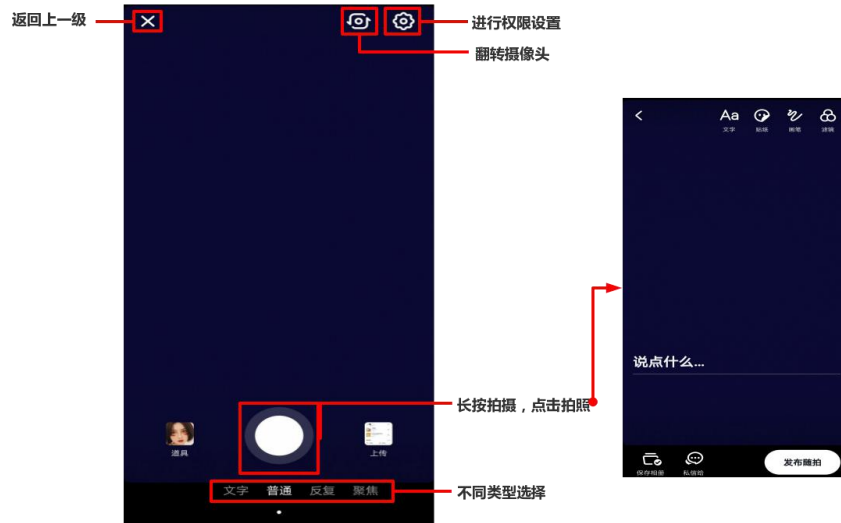 返回上一级
进行权限设置
翻转摄像头
道具
上传
长按拍摄，点击拍照
文字 普通 反复 聚焦
不同类型选择
Aa
文字 贴纸 画笔 滤镜
说点什么...
保存相册 私信给
发布随拍